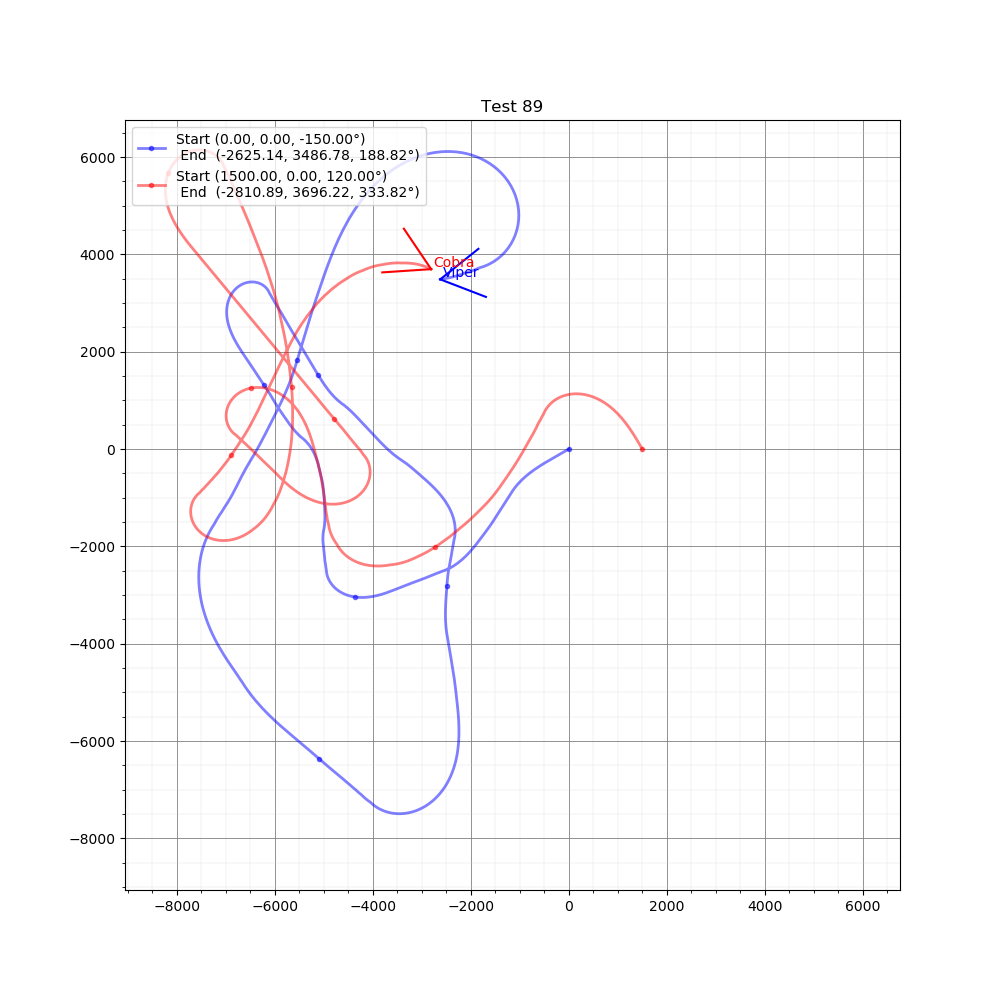 Test 89
Start (0.00, 0.00, -150.00°)
End (-2625.14, 3486.78, 188.82°)
Start (1500.00, 0.00, 120.00°)
End (-2810.89, 3696.22, 333.82°)
6000
4000
2000
0
−2000
−4000
−6000
−8000
Cobra
Viper
−8000 −6000 −4000 −2000 0 2000 4000 6000